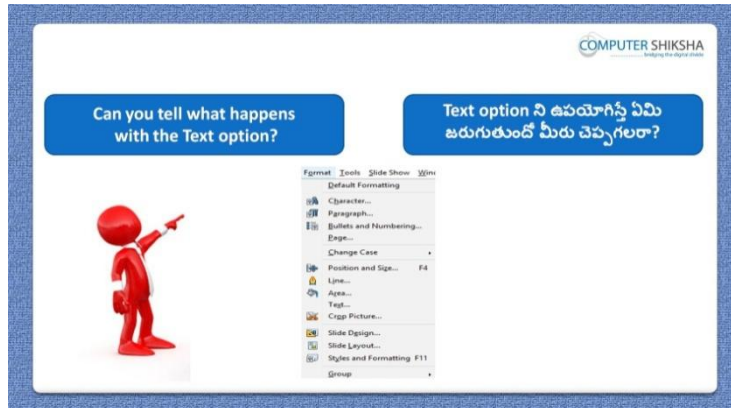 COMPUTER SHIKSHA
bridging the digital divide
Can you tell what happens
with the Text option?
Text option ని ఉపయోగిస్తే ఏమి
జరుగుతుందో మీరు చెప్పగలరా?
Format Tools Slide Show Wind
Default Formatting
Character...
Paragraph...
Bullets and Numbering...
Page...
Change Case
Position and Size... F4
Line...
Area...
Text...
Crop Picture...
Slide Design...
Slide Layout...
Styles and Formatting F11
Group